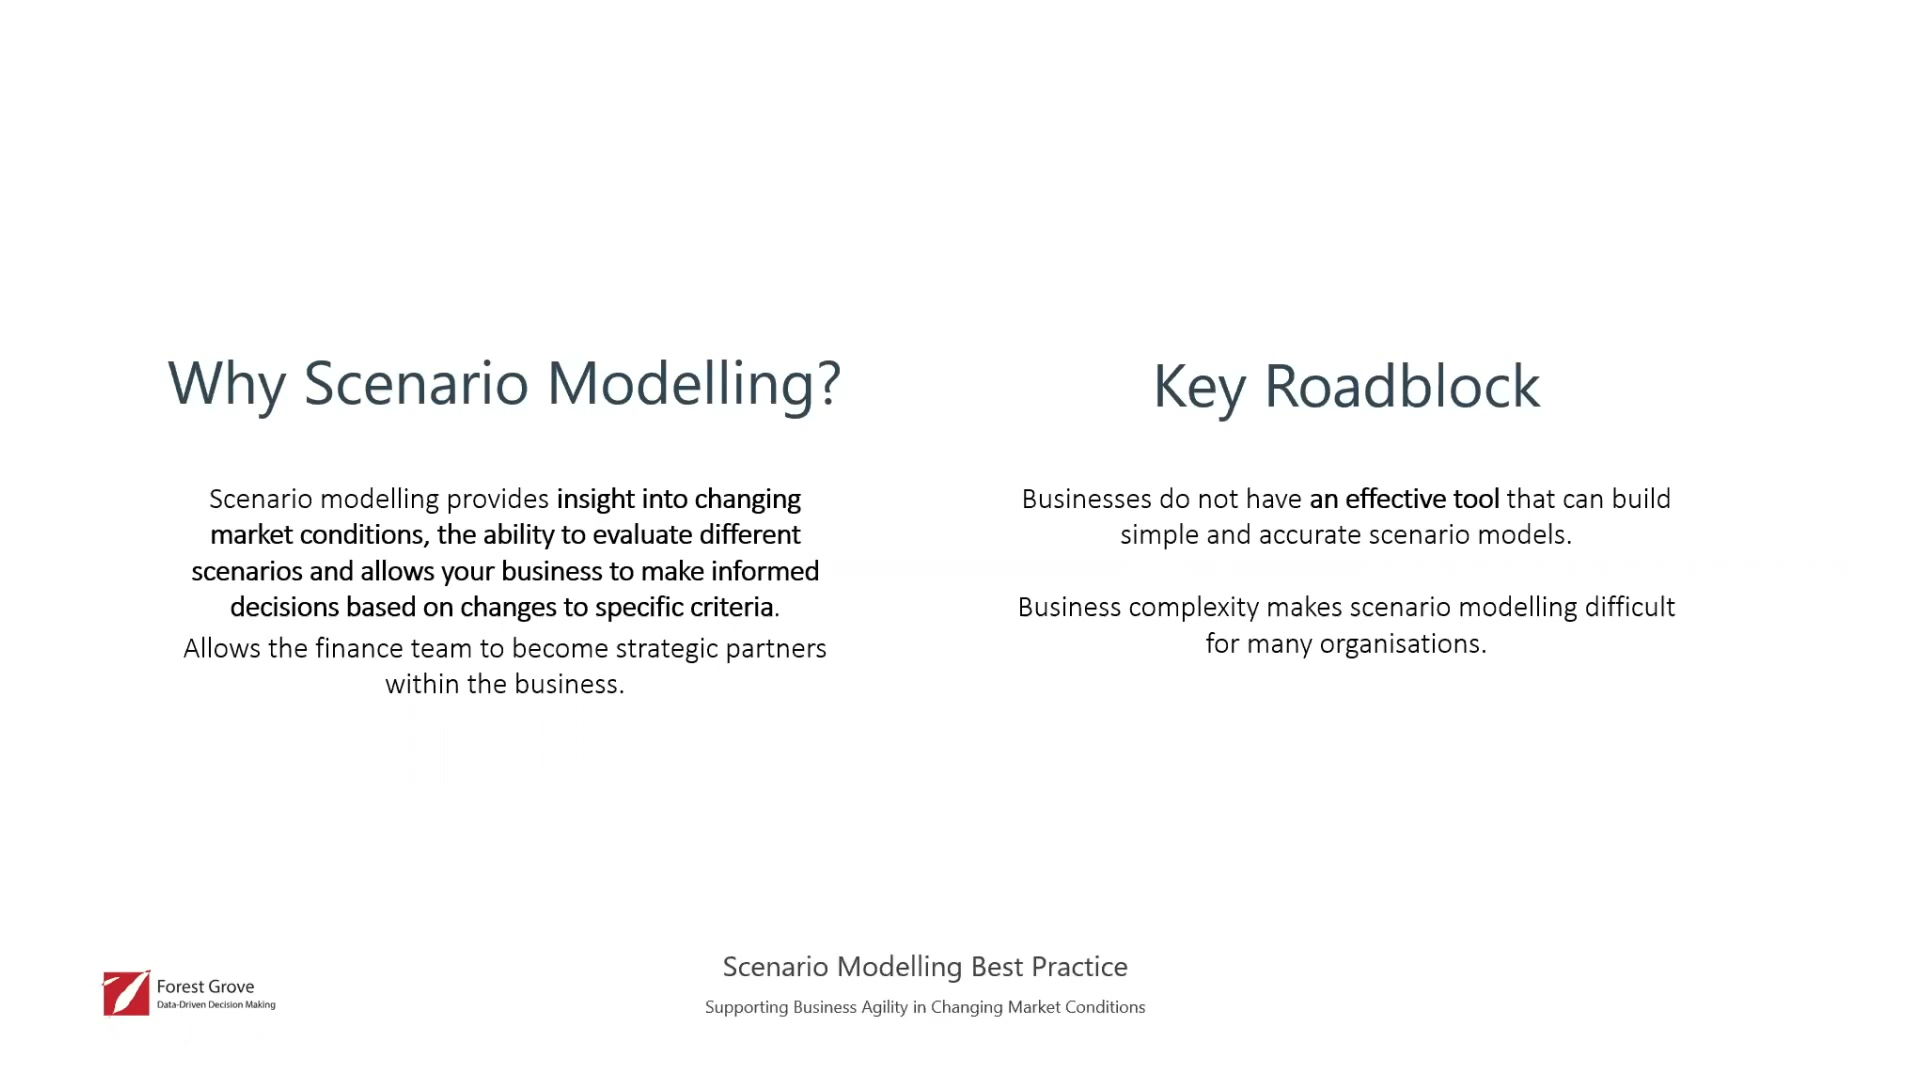 Why Scenario Modelling?
Scenario modelling provides insight into changing
market conditions, the ability to evaluate different
scenarios and allows your business to make informed
decisions based on changes to specific criteria.
Allows the finance team to become strategic partners
within the business.
Key Roadblock
Businesses do not have an effective tool that can build
simple and accurate scenario models.
Business complexity makes scenario modelling difficult
for many organisations.
Forest Grove
Data-Driven Decision Making
Scenario Modelling Best Practice
Supporting Business Agility in Changing Market Conditions